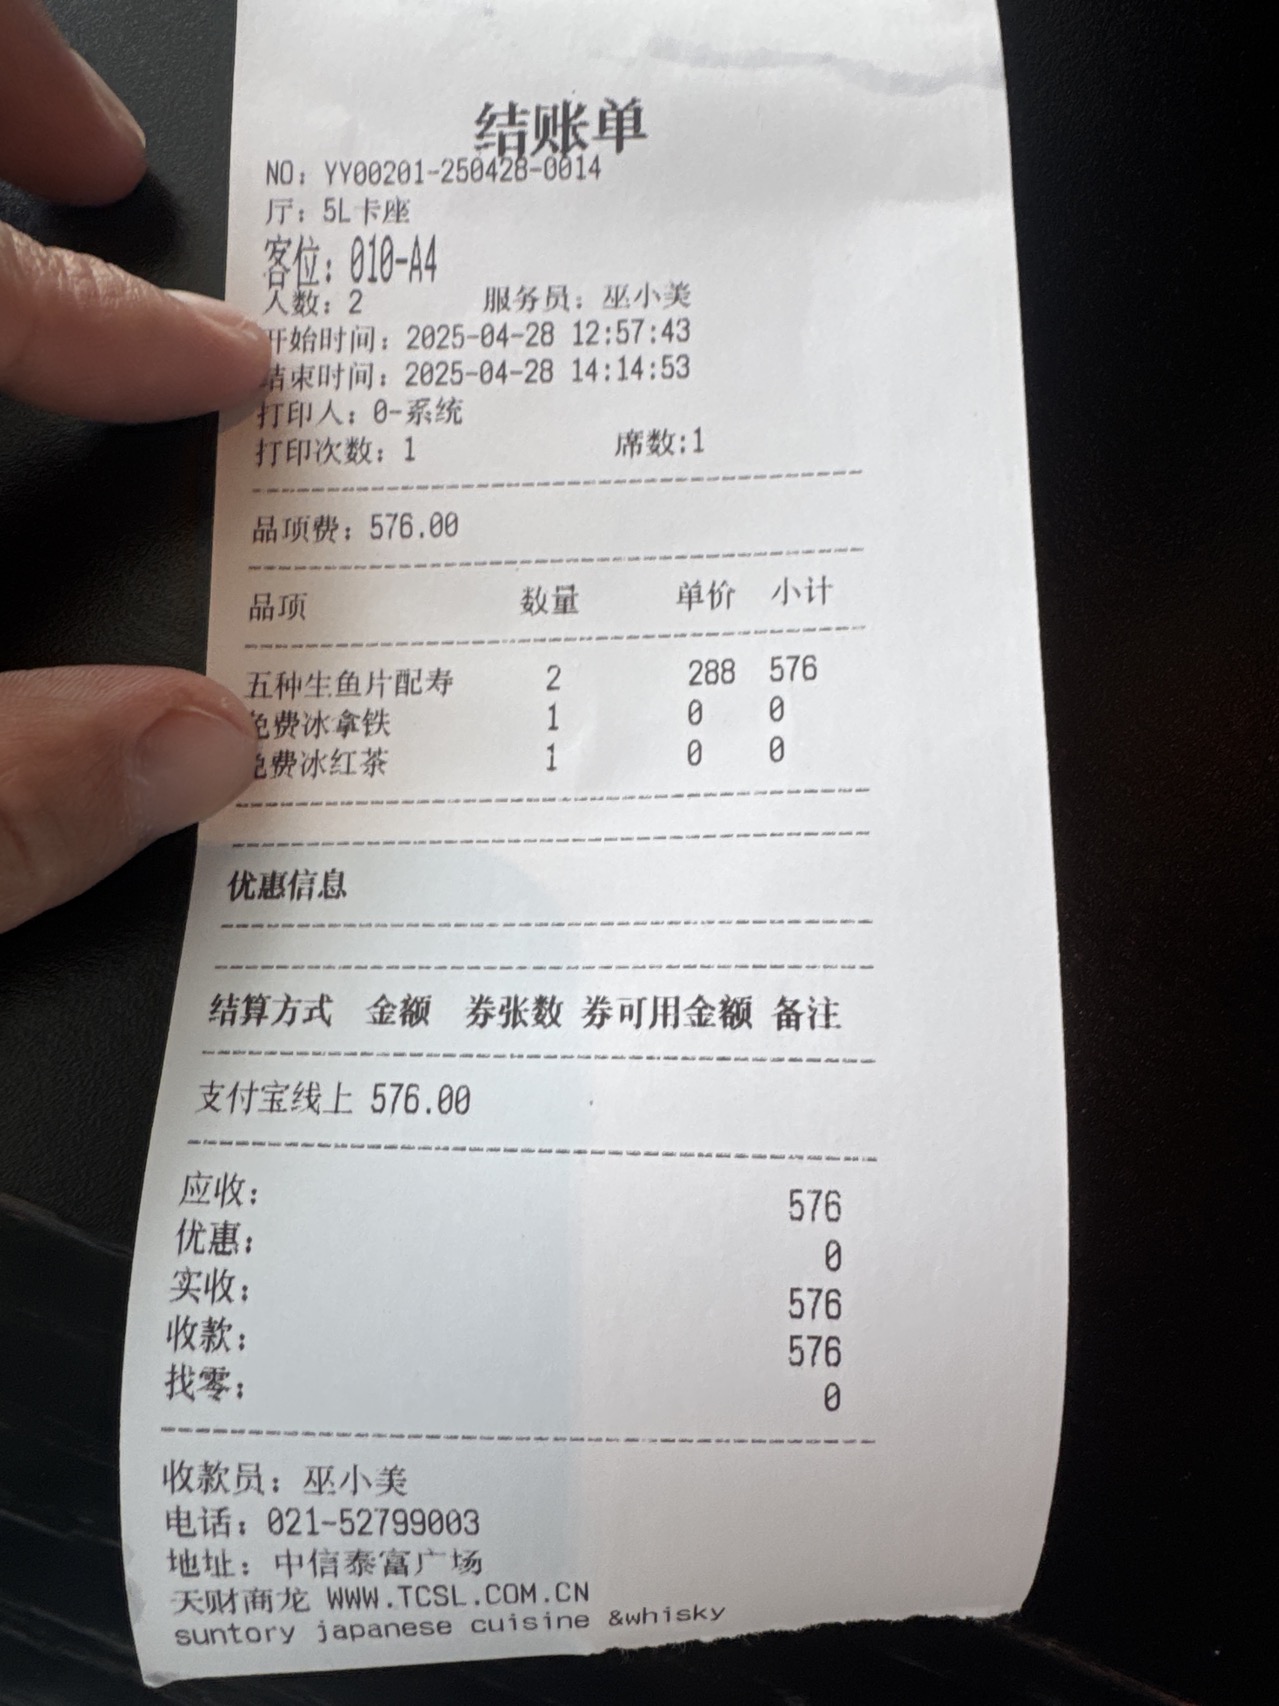 结账单
NO: YY00201-250428-0014
厅: 5L卡座
客位: 010-A4
人数: 2 服务员: 巫小美
开始时间: 2025-04-28 12:57:43
结束时间: 2025-04-28 14:14:53
打印人: 0-系统
打印次数: 1 席数:1
品项费: 576.00
品项 数量 单价 小计
五种生鱼片配寿 2 288 576
免费冰拿铁 1 0 0
免费冰红茶 1 0 0
优惠信息
结算方式 金额 券张数 券可用金额 备注
支付宝线上 576.00
应收: 576
优惠: 0
实收: 576
收款: 576
找零: 0
收款员: 巫小美
电话: 021-52799003
地址: 中信泰富广场
天财商龙 WWW.TCSL.COM.CN
suntory japanese cuisine &whisky